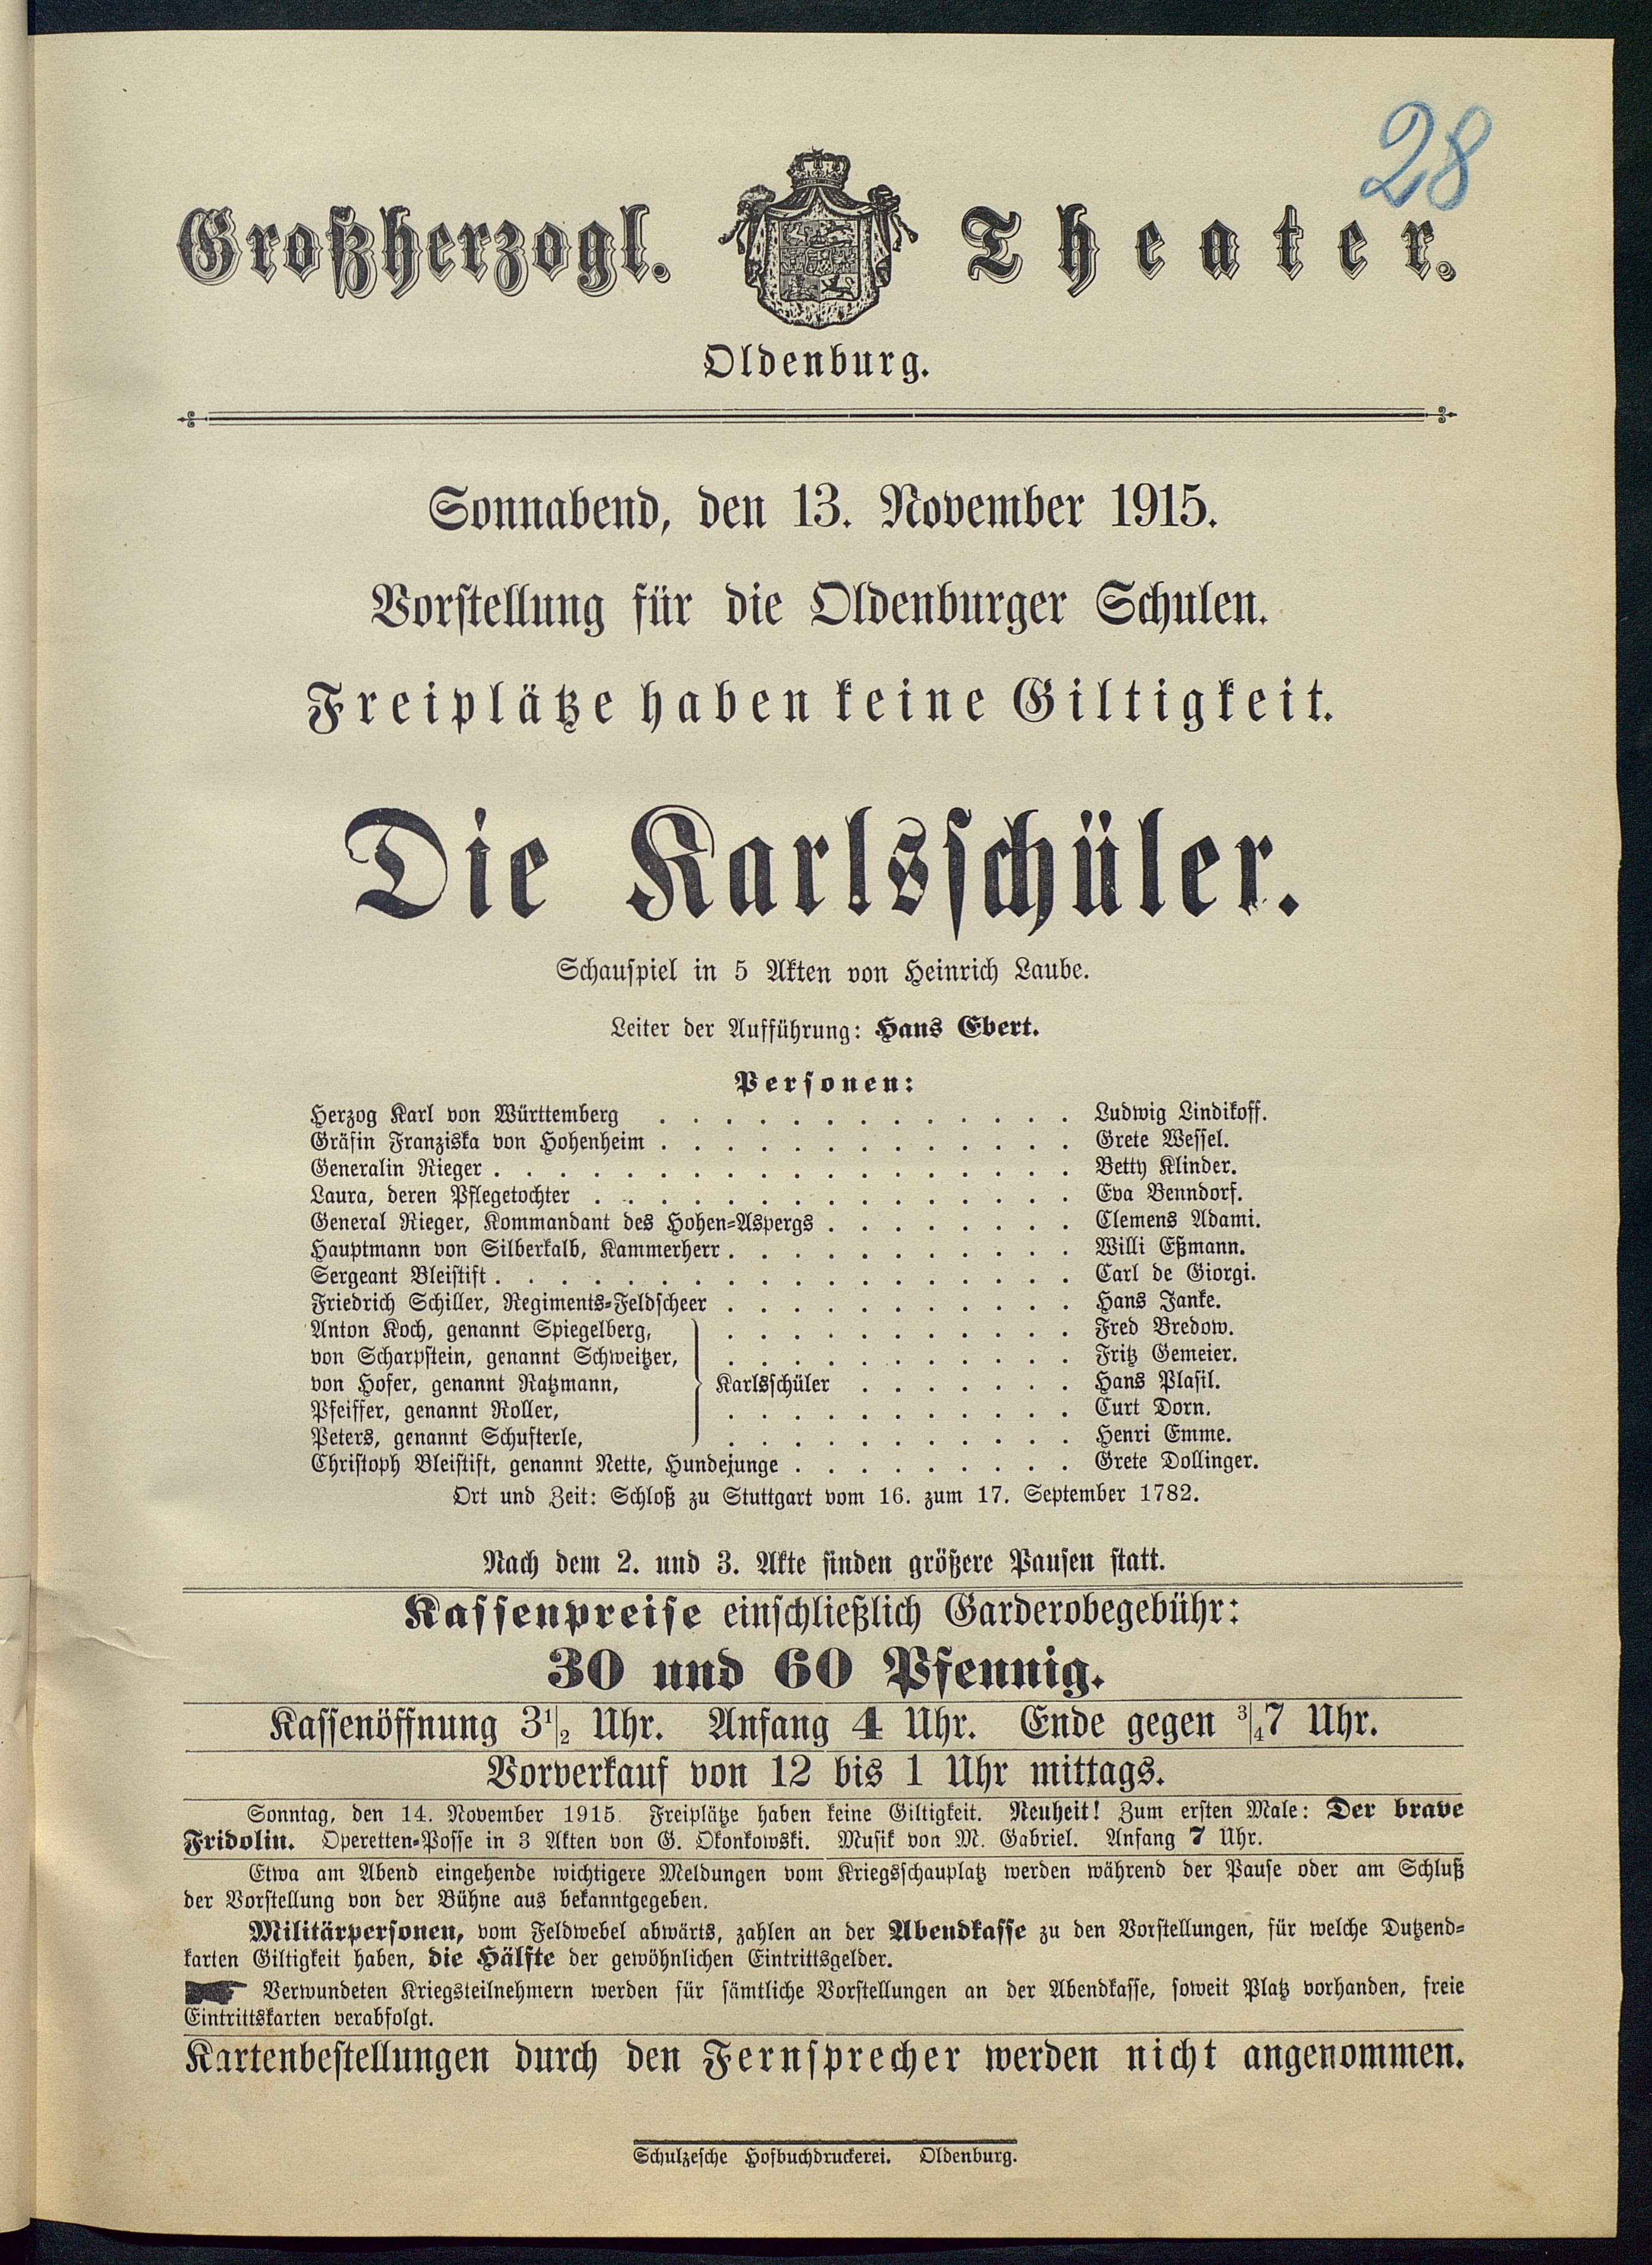 28
Großherzogl. Theater.
Oldenburg.
Sonnabend, den 13. November 1915.
Vorstellung für die Oldenburger Schulen.
Freiplätze haben keine Giltigkeit.
Die Karlsschüler.
Schauspiel in 5 Akten von Heinrich Laube.
Leiter der Aufführung: Hans Ebert.
Personen:
Herzog Karl von Württemberg . . . . . . . . . . . . . Ludwig Lindikoff.
Gräfin Franziska von Hohenheim . . . . . . . . . . . . . Grete Wessel.
Generalin Rieger . . . . . . . . . . . . . . . . . . Betty Klinder.
Laura, deren Pflegetochter . . . . . . . . . . . . . . . Eva Benndorf.
General Rieger, Kommandant des Hohen-Aspergs . . . . . . . . Clemens Adami.
Hauptmann von Silberkalb, Kammerherr . . . . . . . . . . . Willi Eßmann.
Sergeant Bleistift . . . . . . . . . . . . . . . . . . Carl de Giorgi.
Friedrich Schiller, Regiments-Feldscheer . . . . . . . . . . . Hans Janke.
Anton Koch, genannt Spiegelberg, . . . . . . . . . . . Fred Bredow.
von Scharpstein, genannt Schweitzer, . . . . . . . . . . . Fritz Gemeier.
von Hofer, genannt Ratzmann, Karlsschüler . . . . . . . Hans Plasil.
Pfeiffer, genannt Roller, . . . . . . . . . . . Curt Dorn.
Peters, genannt Schufterle, . . . . . . . . . . . Henri Emme.
Christoph Bleistift, genannt Nette, Hundejunge . . . . . . . . . Grete Dollinger.
Ort und Zeit: Schloß zu Stuttgart vom 16. zum 17. September 1782.
Nach dem 2. und 3. Akte finden größere Pausen statt.
Kassenpreise einschließlich Garderobegebühr:
30 und 60 Pfennig.
Kassenöffnung 3 1/2 Uhr. Anfang 4 Uhr. Ende gegen 3/4 7 Uhr.
Vorverkauf von 12 bis 1 Uhr mittags.
Sonntag, den 14. November 1915. Freiplätze haben keine Giltigkeit. Neuheit! Zum ersten Male: Der brave
Fridolin. Operetten-Posse in 3 Akten von G. Okonkowski. Musik von M. Gabriel. Anfang 7 Uhr.
Etwa am Abend eingehende wichtigere Meldungen vom Kriegsschauplatz werden während der Pause oder am Schluß
der Vorstellung von der Bühne aus bekanntgegeben.
Militärpersonen, vom Feldwebel abwärts, zahlen an der Abendkasse zu den Vorstellungen, für welche Dutzend-
karten Giltigkeit haben, die Hälfte der gewöhnlichen Eintrittsgelder.
Verwundeten Kriegsteilnehmern werden für sämtliche Vorstellungen an der Abendkasse, soweit Platz vorhanden, freie
Eintrittskarten verabfolgt.
Kartenbestellungen durch den Fernsprecher werden nicht angenommen.
Schulzesche Hofbuchdruckerei. Oldenburg.